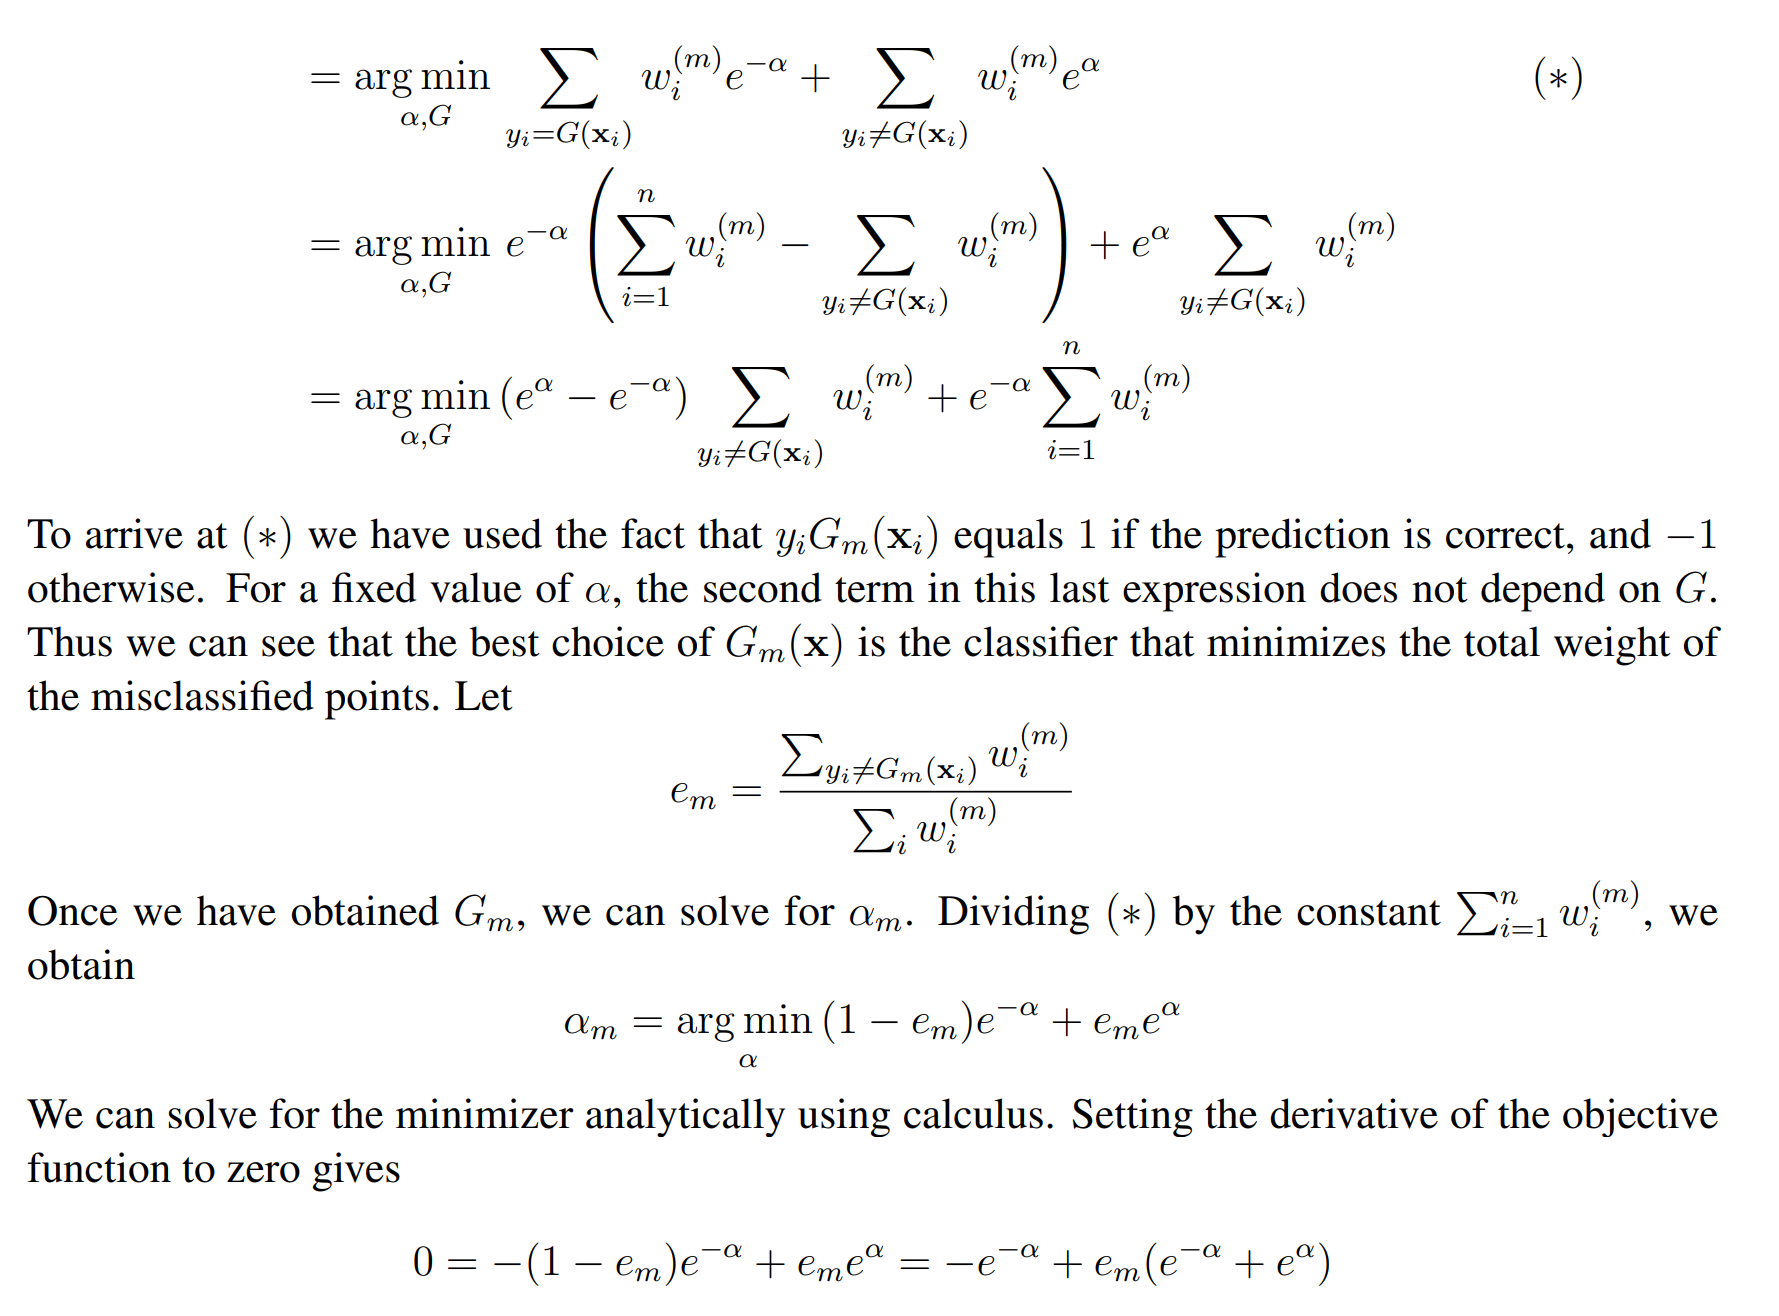 $= \underset{\alpha,G}{\arg\min} \sum_{y_i = G(\mathbf{x}_i)} w_i^{(m)} e^{-\alpha} + \sum_{y_i \neq G(\mathbf{x}_i)} w_i^{(m)} e^{\alpha} \quad (*)$
$= \underset{\alpha,G}{\arg\min}\ e^{-\alpha} \left( \sum_{i=1}^{n} w_i^{(m)} - \sum_{y_i \neq G(\mathbf{x}_i)} w_i^{(m)} \right) + e^{\alpha} \sum_{y_i \neq G(\mathbf{x}_i)} w_i^{(m)}$
$= \underset{\alpha,G}{\arg\min}\ (e^{\alpha} - e^{-\alpha}) \sum_{y_i \neq G(\mathbf{x}_i)} w_i^{(m)} + e^{-\alpha} \sum_{i=1}^{n} w_i^{(m)}$
To arrive at $(*)$ we have used the fact that $y_i G_m(\mathbf{x}_i)$ equals 1 if the prediction is correct, and $-1$
otherwise. For a fixed value of $\alpha$, the second term in this last expression does not depend on $G$.
Thus we can see that the best choice of $G_m(\mathbf{x})$ is the classifier that minimizes the total weight of
the misclassified points. Let
$e_m = \frac{\sum_{y_i \neq G_m(\mathbf{x}_i)} w_i^{(m)}}{\sum_i w_i^{(m)}}$
Once we have obtained $G_m$, we can solve for $\alpha_m$. Dividing $(*)$ by the constant $\sum_{i=1}^{n} w_i^{(m)}$, we
obtain
$\alpha_m = \underset{\alpha}{\arg\min}\ (1 - e_m)e^{-\alpha} + e_m e^{\alpha}$
We can solve for the minimizer analytically using calculus. Setting the derivative of the objective
function to zero gives
$0 = -(1 - e_m)e^{-\alpha} + e_m e^{\alpha} = -e^{-\alpha} + e_m(e^{-\alpha} + e^{\alpha})$